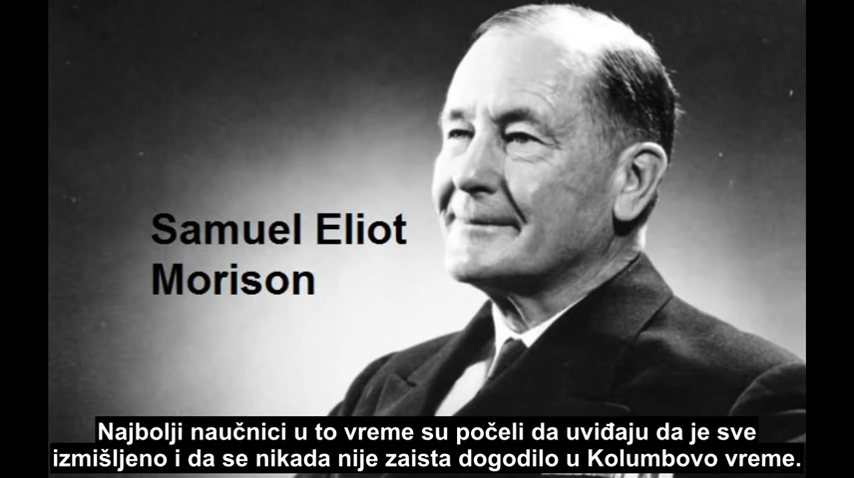 Samuel Eliot
Morison
Najbolji naučnici u to vreme su počeli da uviđaju da je sve
izmišljeno i da se nikada nije zaista dogodilo u Kolumbovo vreme.